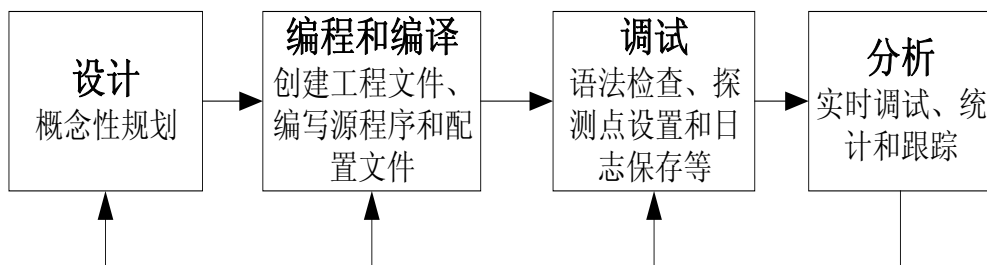 设计
概念性规划
编程和编译
创建工程文件、
编写源程序和配
置文件
调试
语法检查、探
测点设置和日
志保存等
分析
实时调试、统
计和跟踪